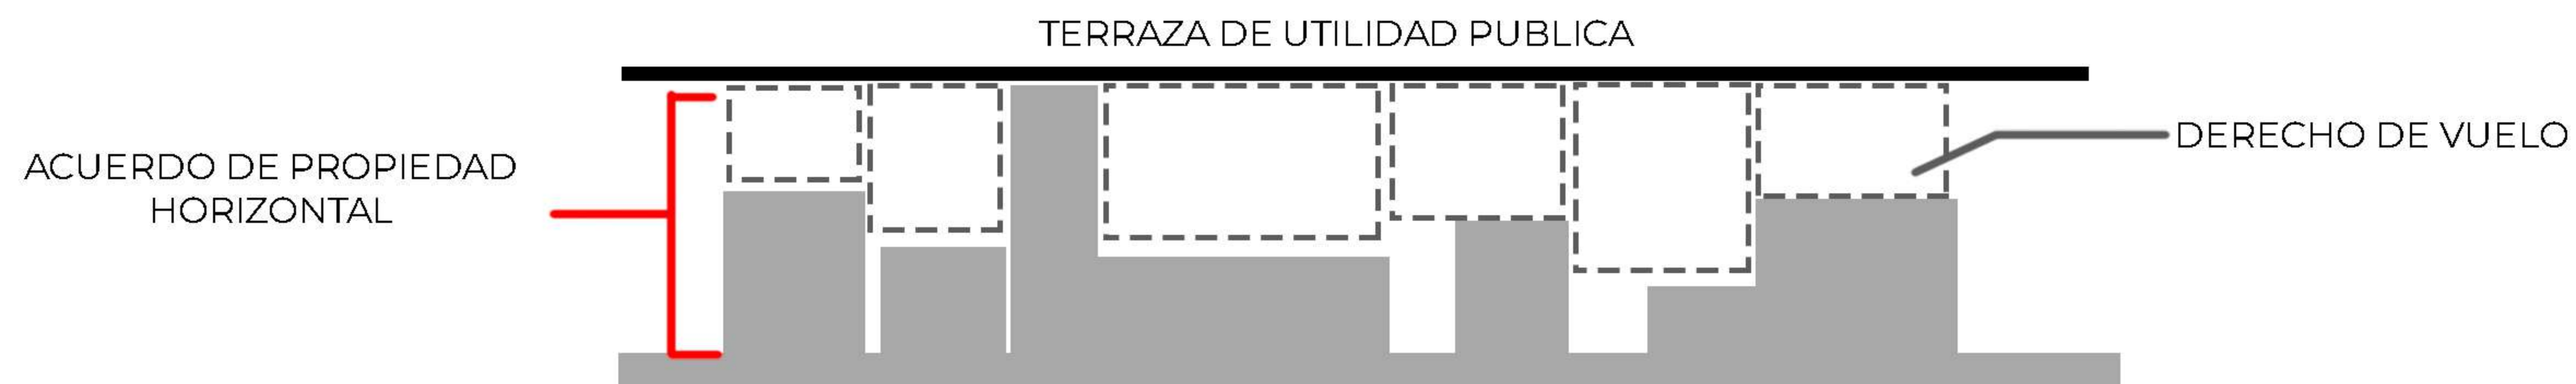 TERRAZA DE UTILIDAD PUBLICA
ACUERDO DE PROPIEDAD
HORIZONTAL
DERECHO DE VUELO